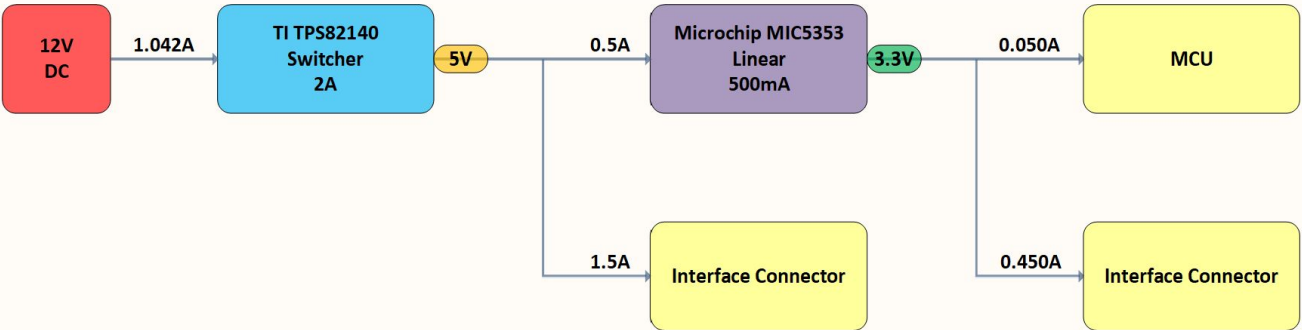 12V
DC
1.042A
TI TPS82140
Switcher
2A
5V
0.5A
Microchip MIC5353
Linear
500mA
3.3V
0.050A
MCU
1.5A
Interface Connector
0.450A
Interface Connector